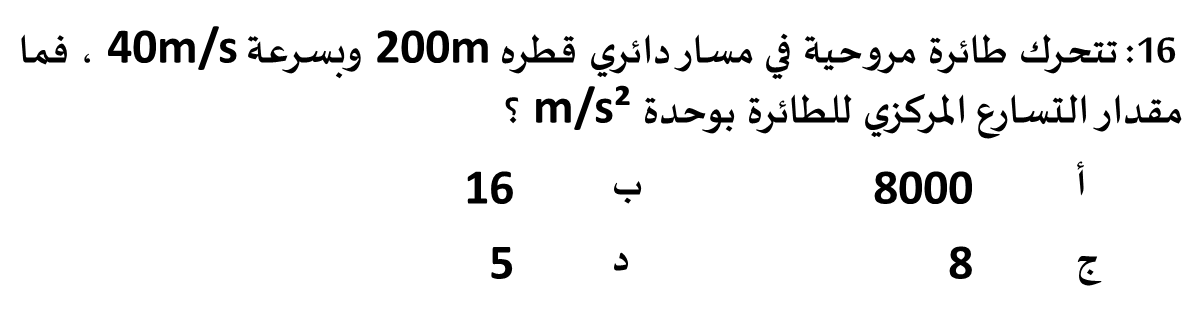 16: تتحرك طائرة مروحية في مسار دائري قطره 200m وبسرعة 40m/s ، فما
مقدار التسارع المركزي للطائرة بوحدة m/s² ؟
أ 8000 ب 16
ج 8 د 5